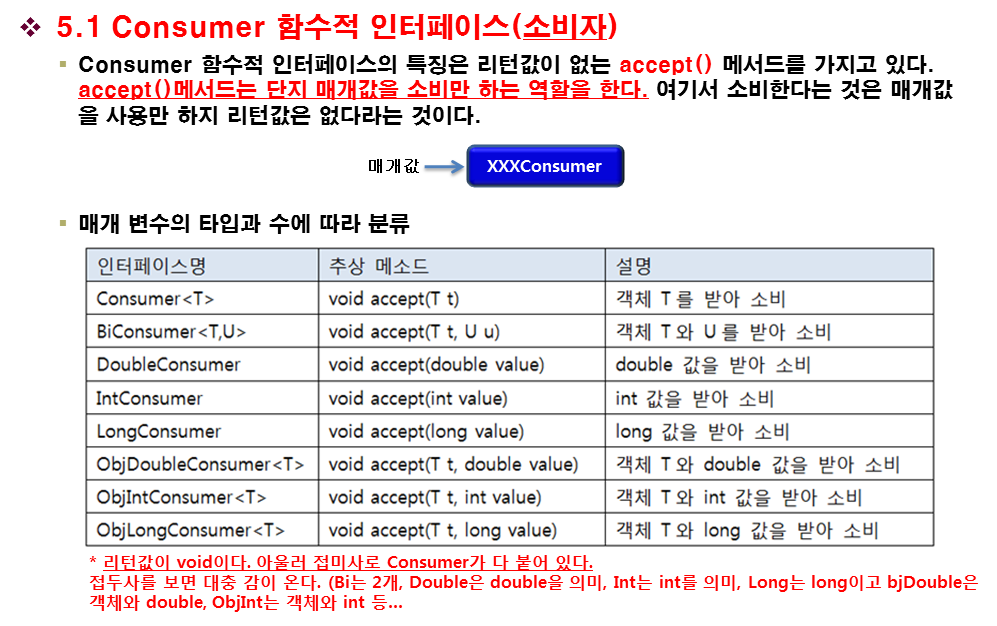 5.1 Consumer 함수적 인터페이스(소비자)
Consumer 함수적 인터페이스의 특징은 리턴값이 없는 accept() 메서드를 가지고 있다.
accept()메서드는 단지 매개값을 소비만 하는 역할을 한다. 여기서 소비한다는 것은 매개값
을 사용만 하지 리턴값은 없다라는 것이다.
매개값 XXXConsumer
매개 변수의 타입과 수에 따라 분류
인터페이스명 추상 메소드 설명
Consumer<T> void accept(T t) 객체 T를 받아 소비
BiConsumer<T,U> void accept(T t, U u) 객체 T와 U를 받아 소비
DoubleConsumer void accept(double value) double 값을 받아 소비
IntConsumer void accept(int value) int 값을 받아 소비
LongConsumer void accept(long value) long 값을 받아 소비
ObjDoubleConsumer<T> void accept(T t, double value) 객체 T와 double 값을 받아 소비
ObjIntConsumer<T> void accept(T t, int value) 객체 T와 int 값을 받아 소비
ObjLongConsumer<T> void accept(T t, long value) 객체 T와 long 값을 받아 소비
* 리턴값이 void이다. 아울러 접미사로 Consumer가 다 붙어 있다.
접두사를 보면 대충 감이 온다. (Bi는 2개, Double은 double을 의미, Int는 int를 의미, Long는 long이고 bjDouble은
객체와 double, ObjInt는 객체와 int 등...